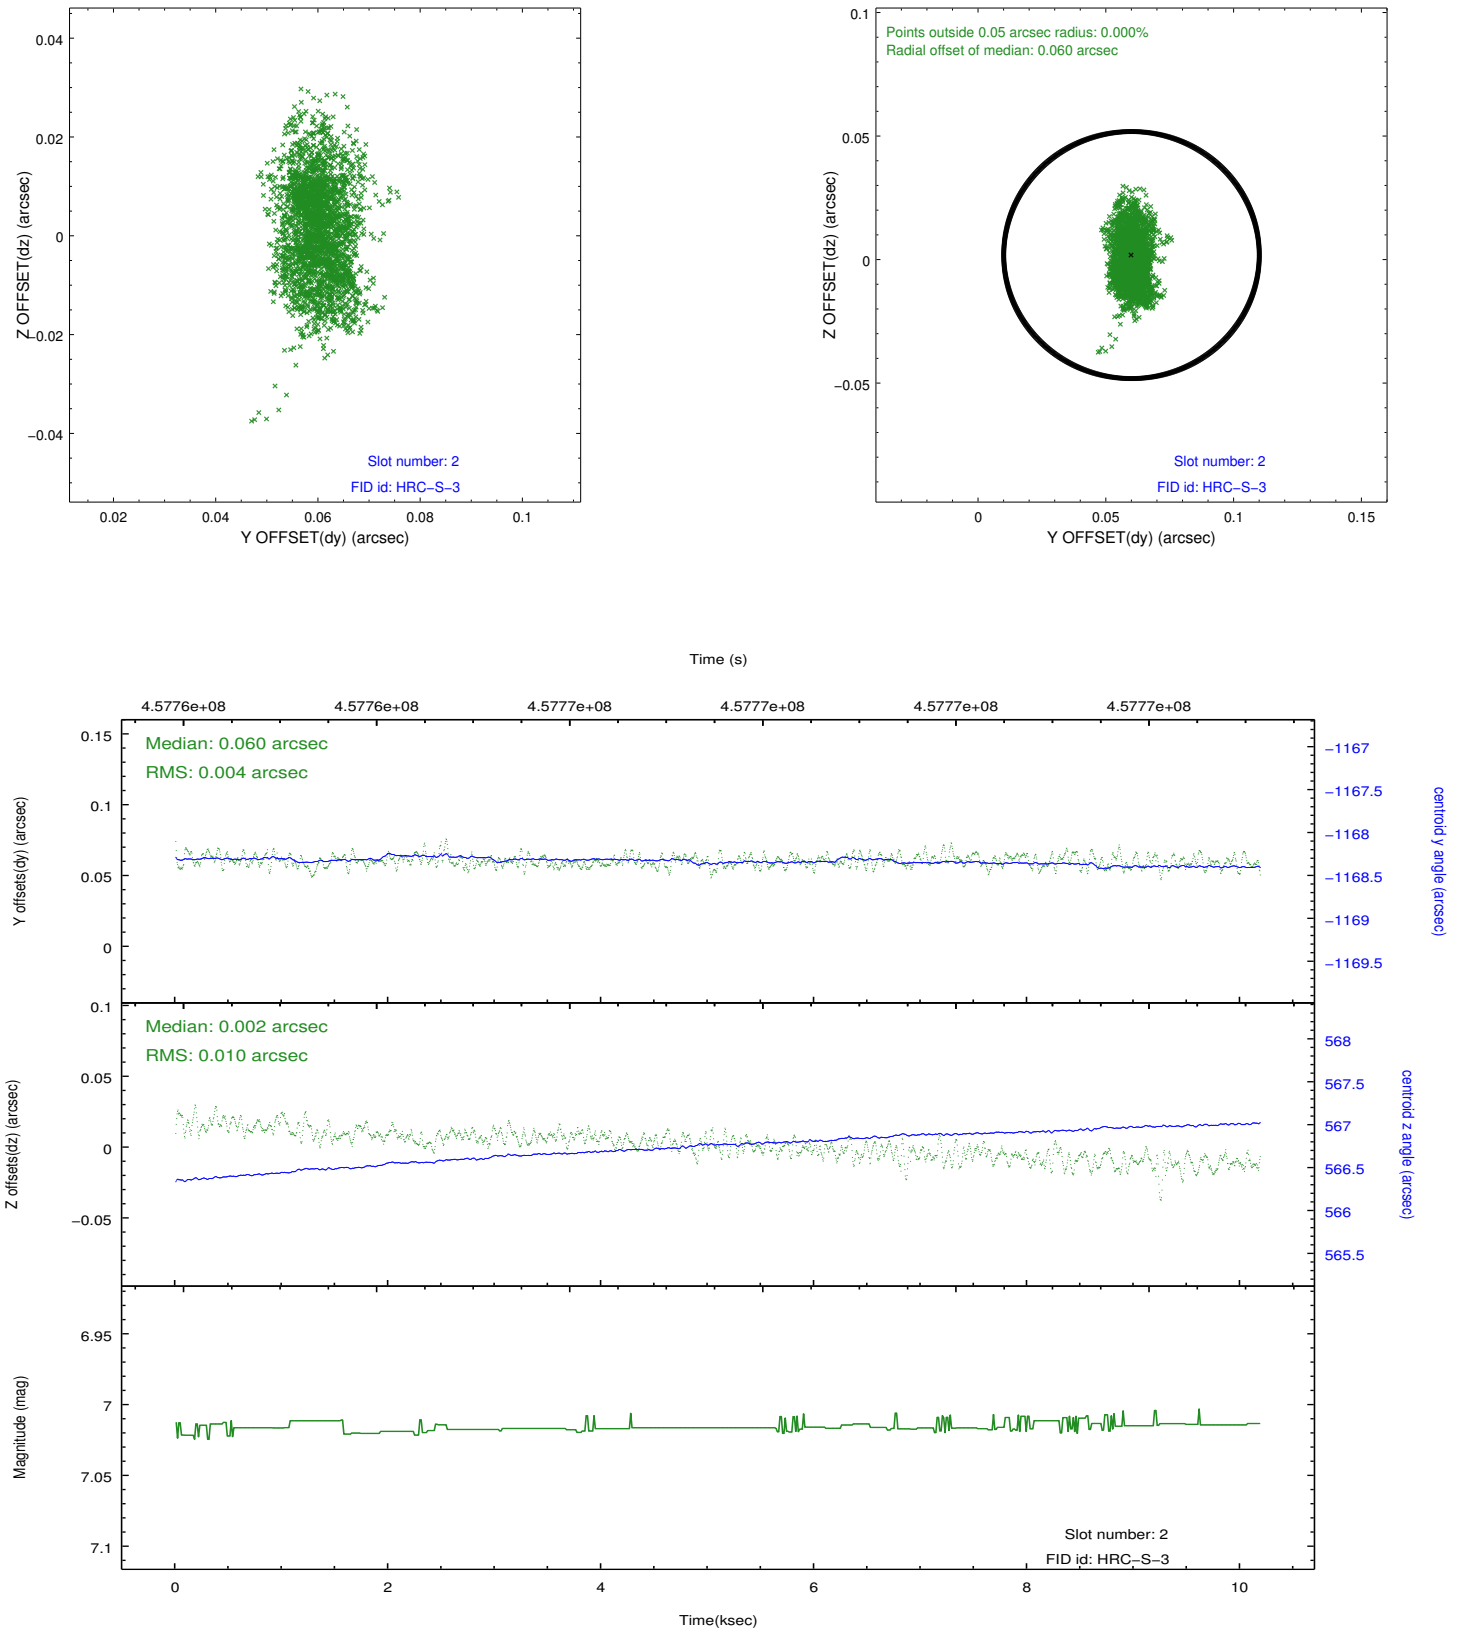 0.04
0.02
0
−0.02
−0.04
Z OFFSET(dz) (arcsec)
Slot number: 2
FID id: HRC−S−3
0.02
0.04
0.06
0.08
0.1
Y OFFSET(dy) (arcsec)
Points outside 0.05 arcsec radius: 0.000%
Radial offset of median: 0.060 arcsec
0.1
0.05
0
−0.05
Z OFFSET(dz) (arcsec)
Slot number: 2
FID id: HRC−S−3
0
0.05
0.1
0.15
Y OFFSET(dy) (arcsec)
Time (s)
4.5776e+08
4.5776e+08
4.5777e+08
4.5777e+08
4.5777e+08
4.5777e+08
Median: 0.060 arcsec
RMS: 0.004 arcsec
0.15
0.1
0.05
0
Y offsets(dy) (arcsec)
−1167
−1167.5
−1168
−1168.5
−1169
−1169.5
centroid y angle (arcsec)
Median: 0.002 arcsec
RMS: 0.010 arcsec
0.1
0.05
0
−0.05
Z offsets(dz) (arcsec)
568
567.5
567
566.5
566
565.5
centroid z angle (arcsec)
6.95
7
7.05
7.1
Magnitude (mag)
Slot number: 2
FID id: HRC−S−3
0
2
4
6
8
10
Time(ksec)